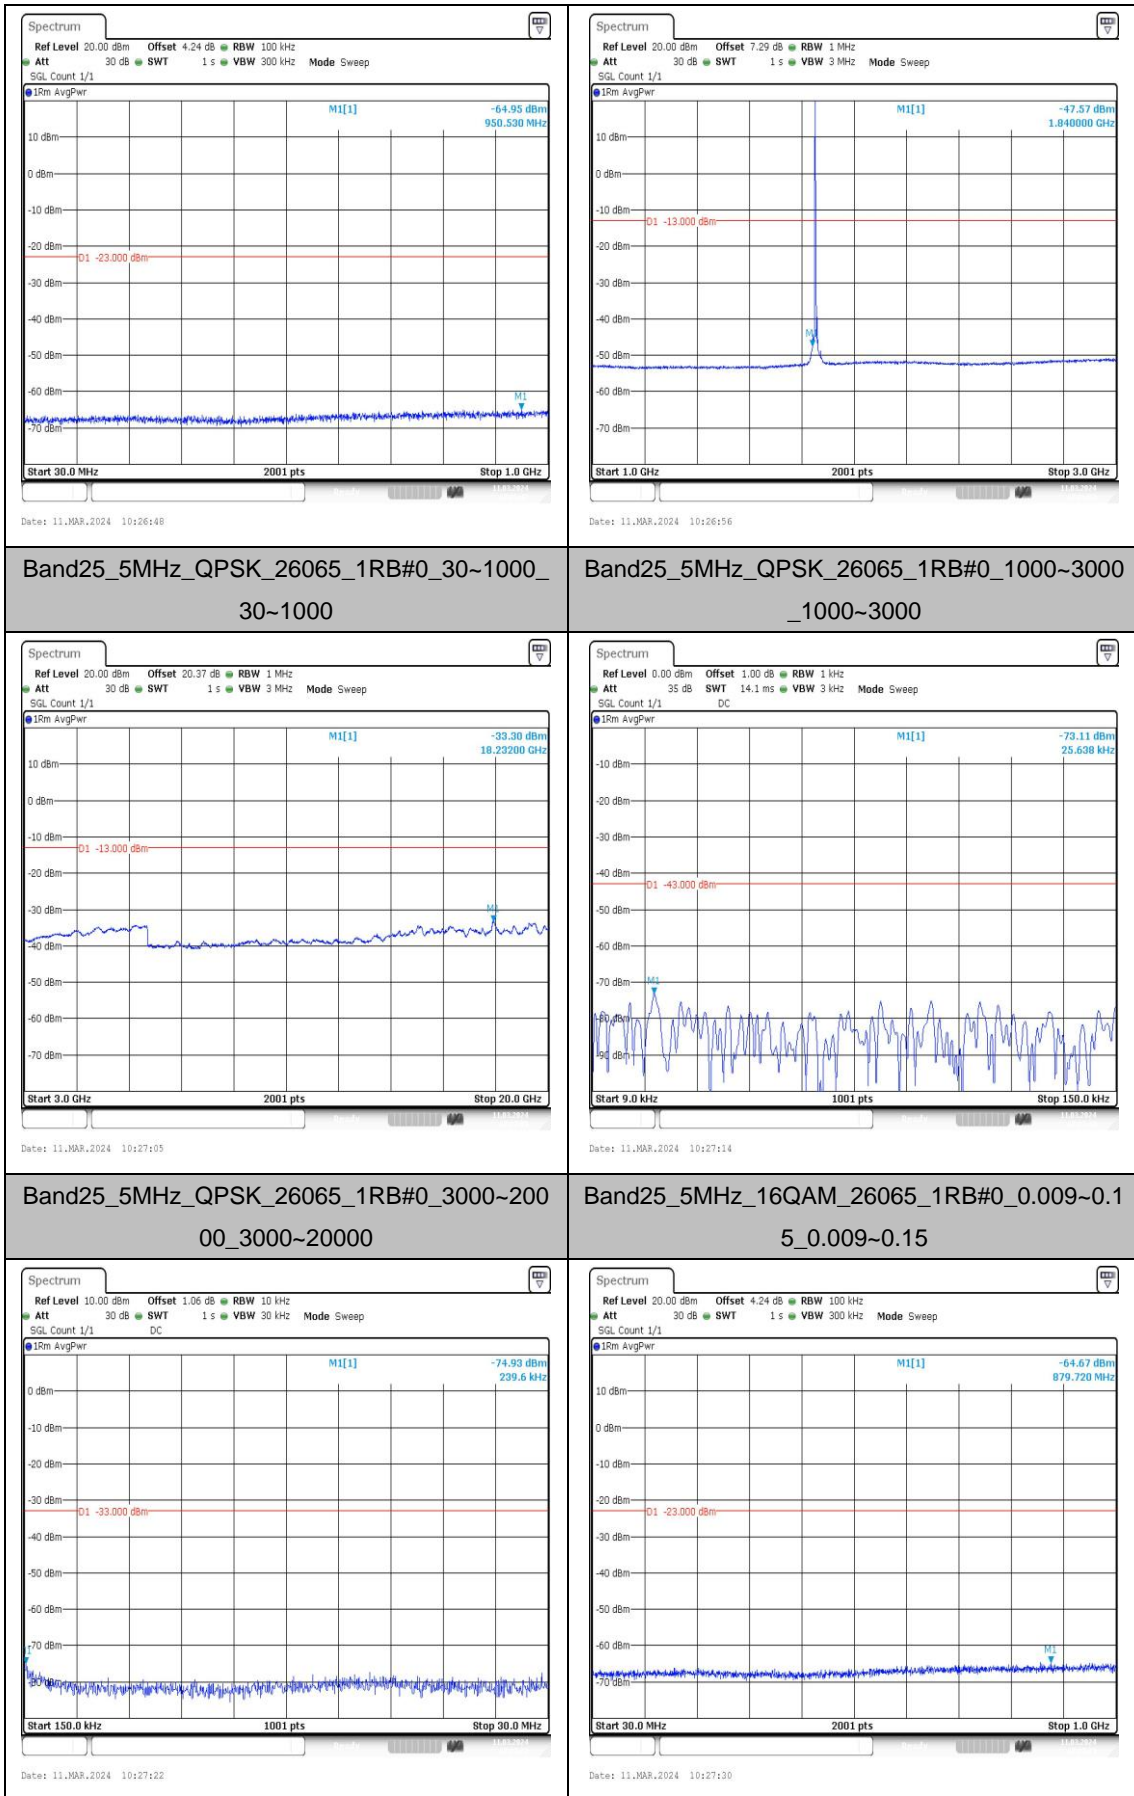 Spectrum
Ref Level 20.00 dBm Offset 4.24 dB RBW 100 kHz
Att 30 dB SWT 1 s VBW 300 kHz Mode Sweep
SGL Count 1/1
1Rm AvgPwr
M1[1] -64.95 dBm
950.530 MHz
10 dBm
0 dBm
-10 dBm
-20 dBm
D1 -23.000 dBm
-30 dBm
-40 dBm
-50 dBm
-60 dBm
M1
-70 dBm
Start 30.0 MHz 2001 pts Stop 1.0 GHz
Date: 11.MAR.2024 10:26:48
Spectrum
Ref Level 20.00 dBm Offset 7.29 dB RBW 1 MHz
Att 30 dB SWT 1 s VBW 3 MHz Mode Sweep
SGL Count 1/1
1Rm AvgPwr
M1[1] -47.57 dBm
1.840000 GHz
10 dBm
0 dBm
-10 dBm
D1 -13.000 dBm
-20 dBm
-30 dBm
-40 dBm
M1
-50 dBm
-60 dBm
-70 dBm
Start 1.0 GHz 2001 pts Stop 3.0 GHz
Date: 11.MAR.2024 10:26:56
Band25_5MHz_QPSK_26065_1RB#0_30~1000_
30~1000
Band25_5MHz_QPSK_26065_1RB#0_1000~3000
_1000~3000
Spectrum
Ref Level 20.00 dBm Offset 20.37 dB RBW 1 MHz
Att 30 dB SWT 1 s VBW 3 MHz Mode Sweep
SGL Count 1/1
1Rm AvgPwr
M1[1] -33.30 dBm
18.23200 GHz
10 dBm
0 dBm
-10 dBm
D1 -13.000 dBm
-20 dBm
-30 dBm
M1
-40 dBm
-50 dBm
-60 dBm
-70 dBm
Start 3.0 GHz 2001 pts Stop 20.0 GHz
Date: 11.MAR.2024 10:27:05
Spectrum
Ref Level 0.00 dBm Offset 1.00 dB RBW 1 kHz
Att 35 dB SWT 14.1 ms VBW 3 kHz Mode Sweep
SGL Count 1/1 DC
1Rm AvgPwr
M1[1] -73.11 dBm
25.638 kHz
-10 dBm
-20 dBm
-30 dBm
-40 dBm
D1 -43.000 dBm
-50 dBm
-60 dBm
-70 dBm
M1
-80 dBm
-90 dBm
Start 9.0 kHz 1001 pts Stop 150.0 kHz
Date: 11.MAR.2024 10:27:14
Band25_5MHz_QPSK_26065_1RB#0_3000~200
00_3000~20000
Band25_5MHz_16QAM_26065_1RB#0_0.009~0.1
5_0.009~0.15
Spectrum
Ref Level 10.00 dBm Offset 1.06 dB RBW 10 kHz
Att 30 dB SWT 1 s VBW 30 kHz Mode Sweep
SGL Count 1/1 DC
1Rm AvgPwr
M1[1] -74.93 dBm
239.6 kHz
0 dBm
-10 dBm
-20 dBm
-30 dBm
D1 -33.000 dBm
-40 dBm
-50 dBm
-60 dBm
-70 dBm
-80 dBm
Start 150.0 kHz 1001 pts Stop 30.0 MHz
Date: 11.MAR.2024 10:27:22
Spectrum
Ref Level 20.00 dBm Offset 4.24 dB RBW 100 kHz
Att 30 dB SWT 1 s VBW 300 kHz Mode Sweep
SGL Count 1/1
1Rm AvgPwr
M1[1] -64.67 dBm
879.720 MHz
10 dBm
0 dBm
-10 dBm
-20 dBm
D1 -23.000 dBm
-30 dBm
-40 dBm
-50 dBm
-60 dBm
M1
-70 dBm
Start 30.0 MHz 2001 pts Stop 1.0 GHz
Date: 11.MAR.2024 10:27:30